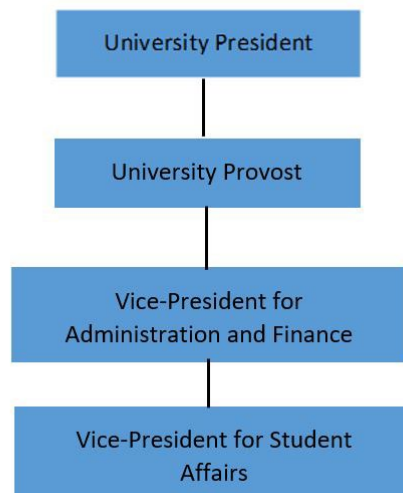 University President
University Provost
Vice-President for
Administration and Finance
Vice-President for Student
Affairs